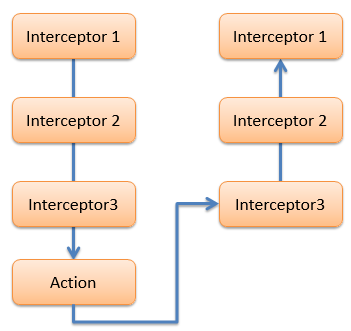 Interceptor 1
Interceptor 2
Interceptor3
Action
Interceptor 1
Interceptor 2
Interceptor3